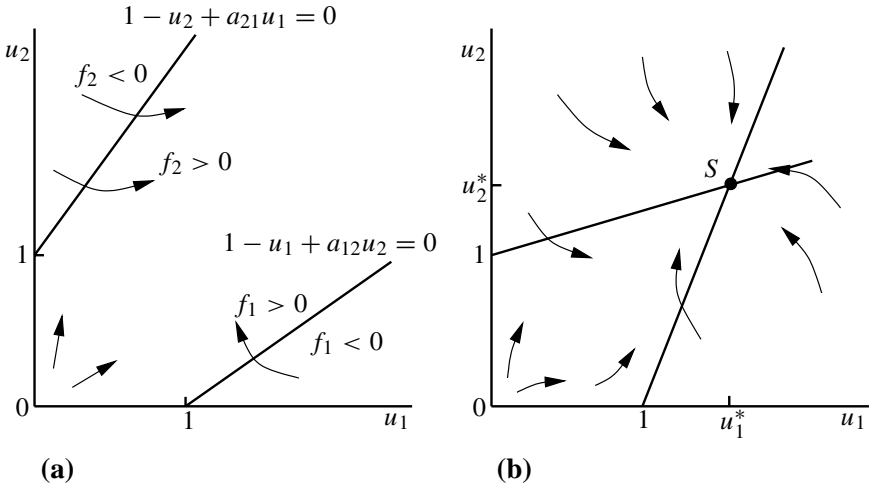 1 − u₂ + a₂₁u₁ = 0
u₂
f₂ < 0
f₂ > 0
1
1 − u₁ + a₁₂u₂ = 0
f₁ > 0
f₁ < 0
0
1
u₁
(a)
u₂
S
u₂*
1
0
1
u₁*
u₁
(b)